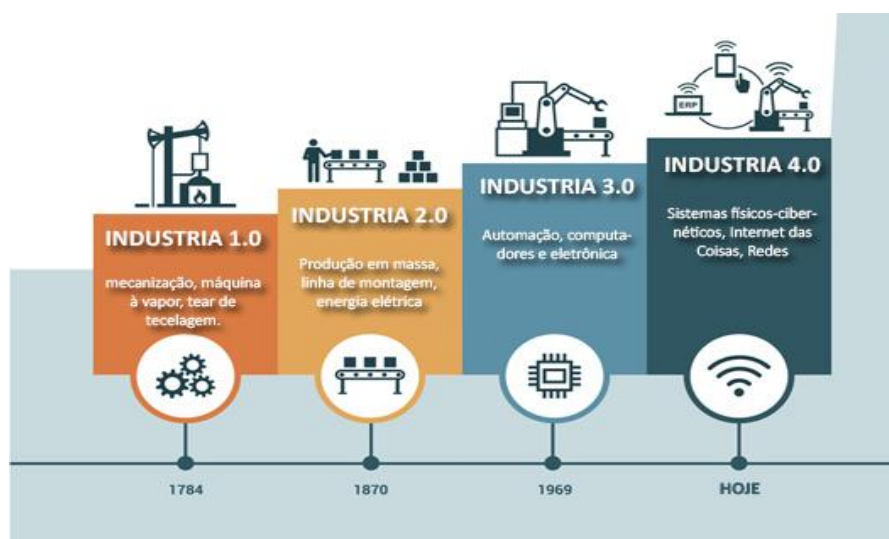 ERP
INDUSTRIA 1.0
mecanização, máquina
à vapor, tear de
tecelagem.
INDUSTRIA 2.0
Produção em massa,
linha de montagem,
energia elétrica
INDUSTRIA 3.0
Automação, computa-
dores e eletrônica
INDUSTRIA 4.0
Sistemas físicos-ciber-
néticos, Internet das
Coisas, Redes
1784
1870
1969
HOJE